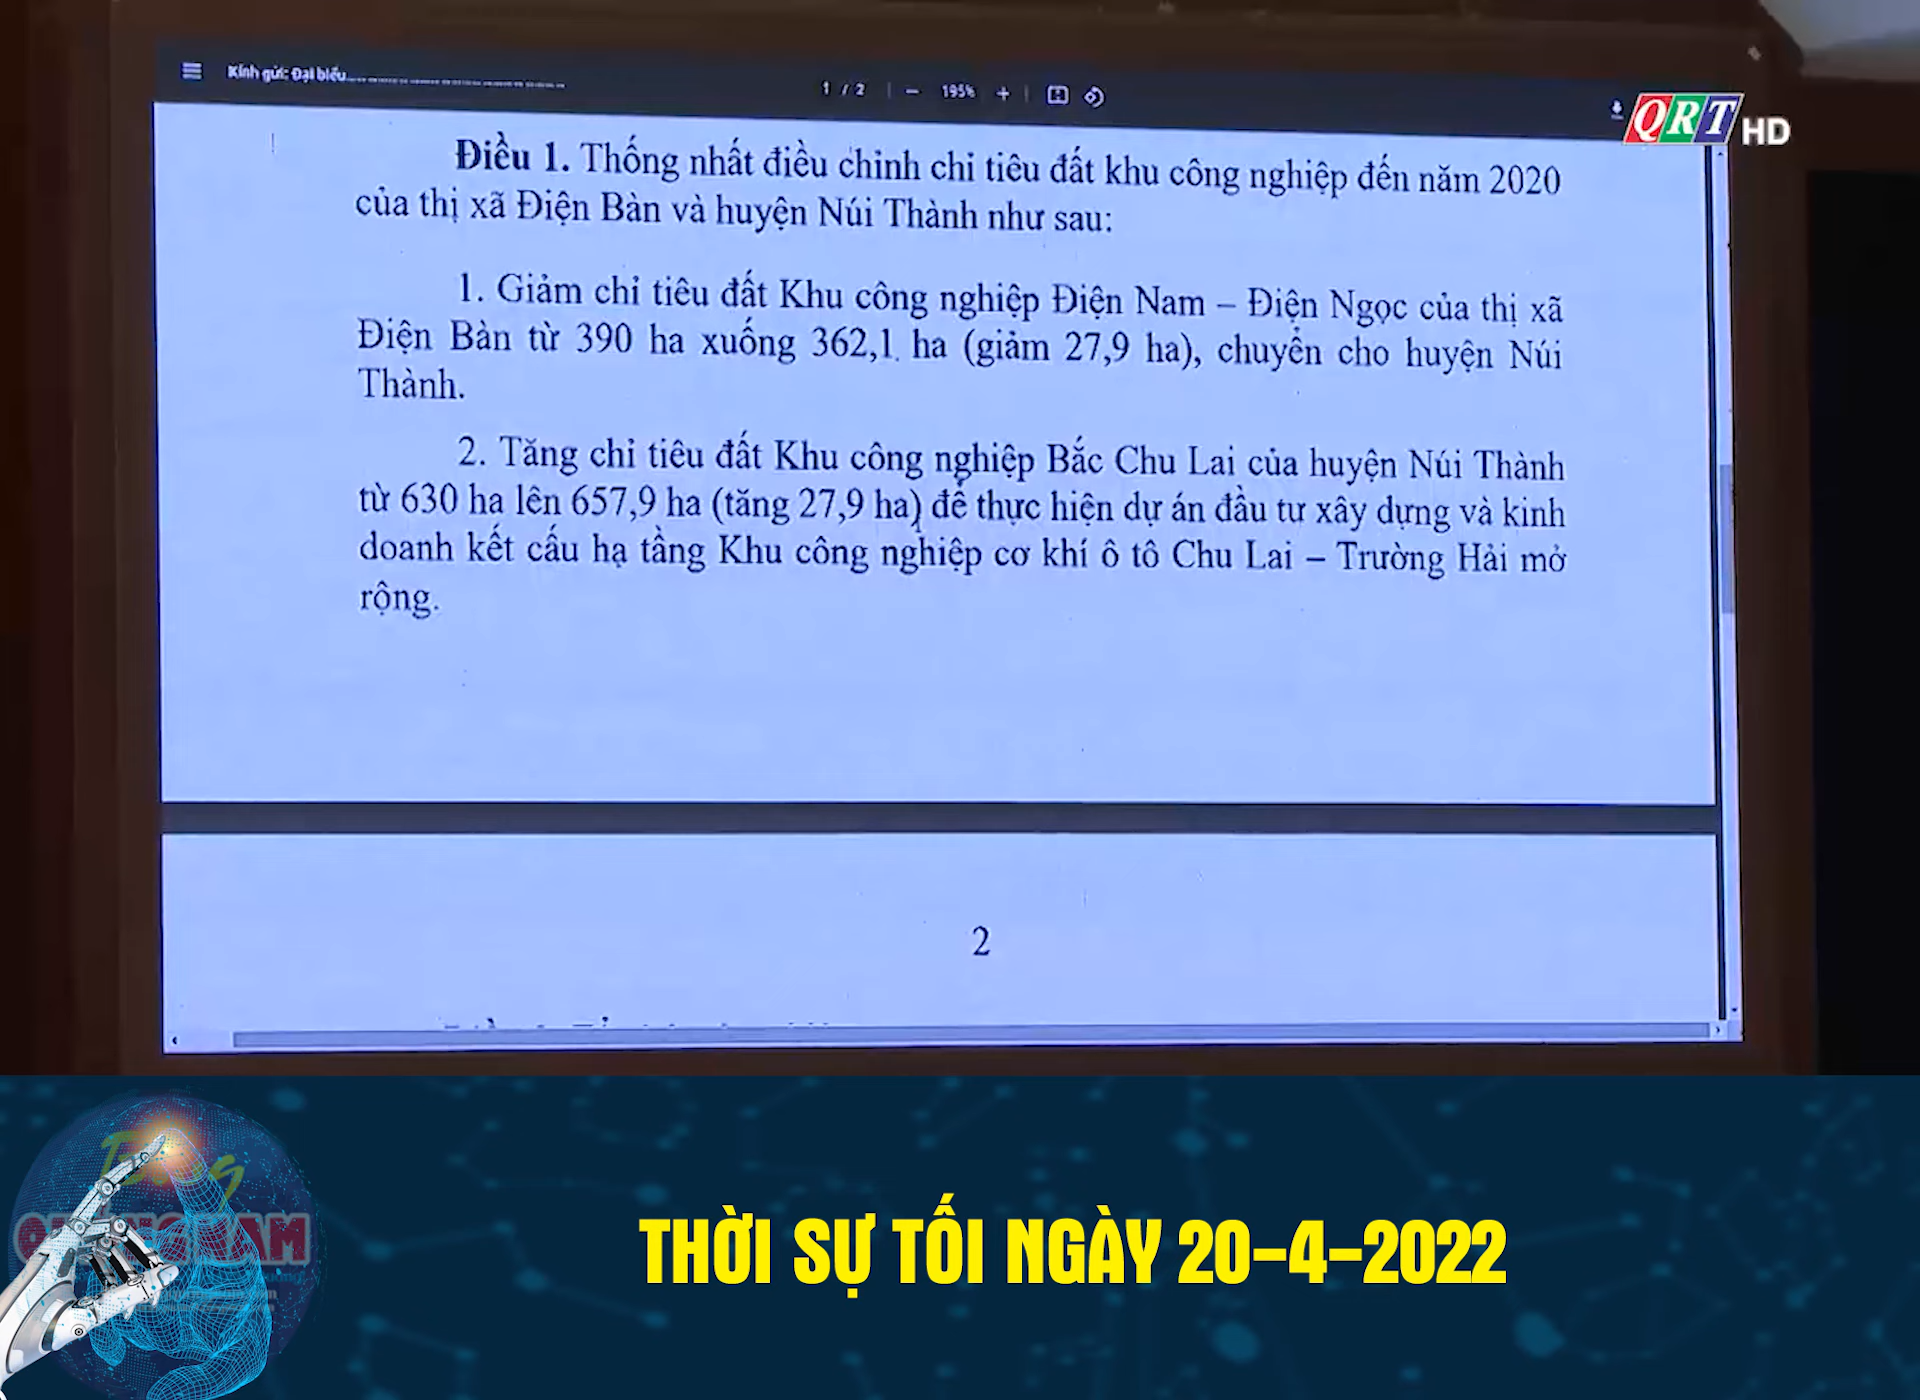 Kính gửi: Đại biểu
1 / 2 — 195% +
QRT HD
Điều 1. Thống nhất điều chỉnh chỉ tiêu đất khu công nghiệp đến năm 2020
của thị xã Điện Bàn và huyện Núi Thành như sau:
1. Giảm chỉ tiêu đất Khu công nghiệp Điện Nam – Điện Ngọc của thị xã
Điện Bàn từ 390 ha xuống 362,1 ha (giảm 27,9 ha), chuyển cho huyện Núi
Thành.
2. Tăng chỉ tiêu đất Khu công nghiệp Bắc Chu Lai của huyện Núi Thành
từ 630 ha lên 657,9 ha (tăng 27,9 ha) để thực hiện dự án đầu tư xây dựng và kinh
doanh kết cấu hạ tầng Khu công nghiệp cơ khí ô tô Chu Lai – Trường Hải mở
rộng.
2
THỜI SỰ TỐI NGÀY 20-4-2022